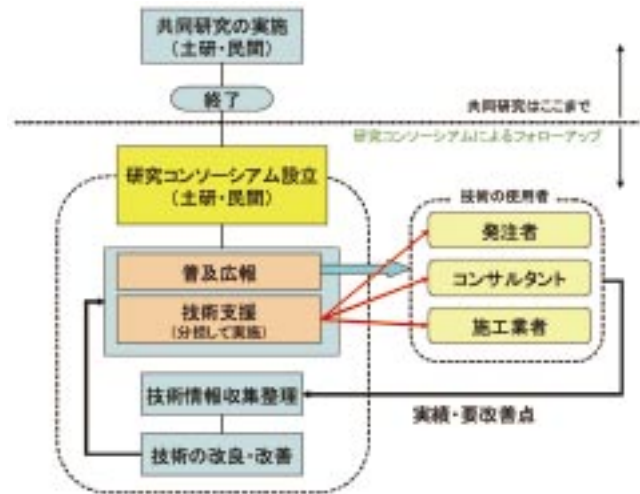 共同研究の実施
(土研・民間)
終了
共同研究はここまで
研究コンソーシアムによるフォローアップ
研究コンソーシアム設立
(土研・民間)
技術の使用者
発注者
普及広報
コンサルタント
技術支援
(分担して実施)
施工業者
技術情報収集整理
実績・要改善点
技術の改良・改善